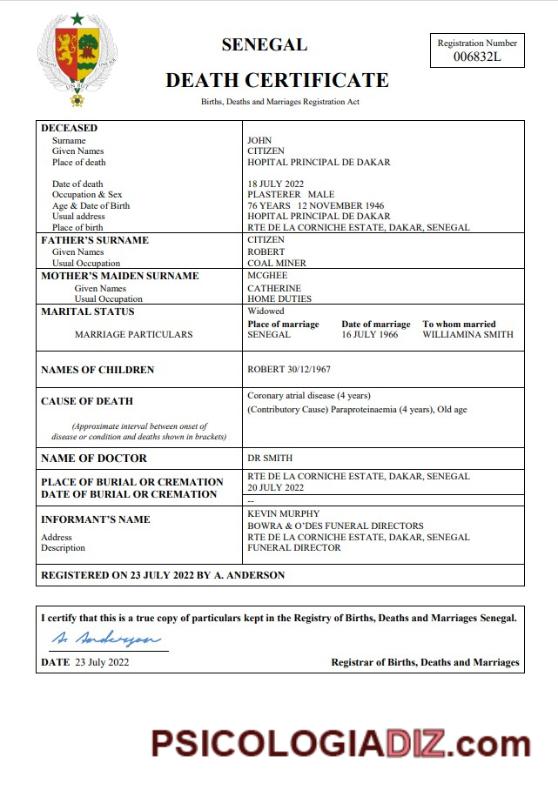 SENEGAL
DEATH CERTIFICATE
Births, Deaths and Marriages Registration Act
Registration Number
006832L
DECEASED
Surname JOHN
Given Names CITIZEN
Place of death HOPITAL PRINCIPAL DE DAKAR
Date of death 18 JULY 2022
Occupation & Sex PLASTERER MALE
Age & Date of Birth 76 YEARS 12 NOVEMBER 1946
Usual address HOPITAL PRINCIPAL DE DAKAR
Place of birth RTE DE LA CORNICHE ESTATE, DAKAR, SENEGAL
FATHER'S SURNAME CITIZEN
Given Names ROBERT
Usual Occupation COAL MINER
MOTHER'S MAIDEN SURNAME MCGHEE
Given Names CATHERINE
Usual Occupation HOME DUTIES
MARITAL STATUS Widowed
Place of marriage Date of marriage To whom married
MARRIAGE PARTICULARS SENEGAL 16 JULY 1966 WILLIAMINA SMITH
NAMES OF CHILDREN ROBERT 30/12/1967
CAUSE OF DEATH Coronary atrial disease (4 years)
(Contributory Cause) Paraproteinaemia (4 years), Old age
(Approximate interval between onset of
disease or condition and deaths shown in brackets)
NAME OF DOCTOR DR SMITH
PLACE OF BURIAL OR CREMATION RTE DE LA CORNICHE ESTATE, DAKAR, SENEGAL
DATE OF BURIAL OR CREMATION 20 JULY 2022
--
INFORMANT'S NAME KEVIN MURPHY
BOWRA & O'DES FUNERAL DIRECTORS
Address RTE DE LA CORNICHE ESTATE, DAKAR, SENEGAL
Description FUNERAL DIRECTOR
REGISTERED ON 23 JULY 2022 BY A. ANDERSON
I certify that this is a true copy of particulars kept in the Registry of Births, Deaths and Marriages Senegal.
A. Anderson
DATE 23 July 2022 Registrar of Births, Deaths and Marriages
PSICOLOGIADIZ.com